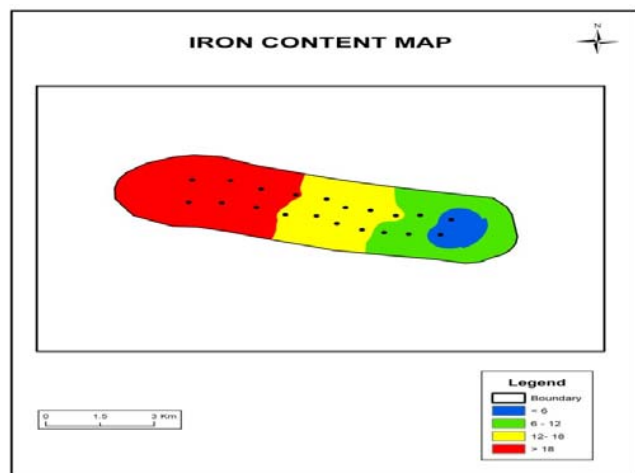 N
IRON CONTENT MAP
0 1.5 3 Km
Legend
Boundary
< 6
6 - 12
12- 18
> 18